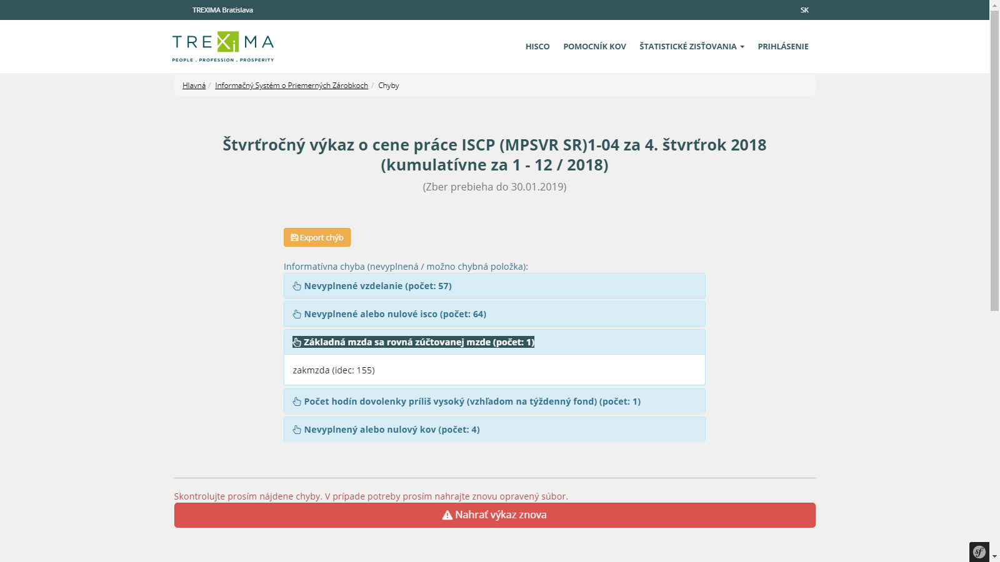 TREXIMA Bratislava
SK
TREXiMA
PEOPLE . PROFESSION . PROSPERITY
HISCO
POMOCNÍK KOV
ŠTATISTICKÉ ZISŤOVANIA
PRIHLÁSENIE
Hlavná / Informačný Systém o Priemerných Zárobkoch / Chyby
Štvrťročný výkaz o cene práce ISCP (MPSVR SR)1-04 za 4. štvrťrok 2018
(kumulatívne za 1 - 12 / 2018)
(Zber prebieha do 30.01.2019)
Export chýb
Informatívna chyba (nevyplnená / možno chybná položka):
Nevyplnené vzdelanie (počet: 57)
Nevyplnené alebo nulové isco (počet: 64)
Základná mzda sa rovná zúčtovanej mzde (počet: 1)
zakmzda (idec: 155)
Počet hodín dovolenky príliš vysoký (vzhľadom na týždenný fond) (počet: 1)
Nevyplnený alebo nulový kov (počet: 4)
Skontrolujte prosím nájdene chyby. V prípade potreby prosím nahrajte znovu opravený súbor.
Nahrať výkaz znova
sf